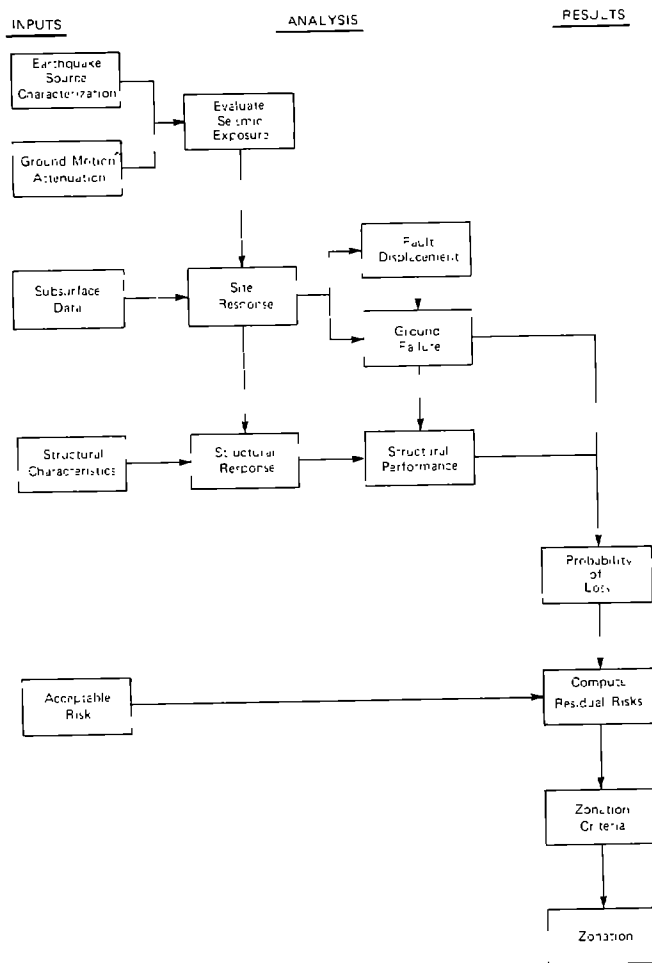 INPUTS
ANALYSIS
RESULTS
Earthquake
Source
Characterization
Evaluate
Seismic
Exposure
Ground Motion
Attenuation
Fault
Displacement
Subsurface
Data
Site
Response
Ground
Failure
Structural
Characteristics
Structural
Response
Structural
Performance
Probability
of
Loss
Acceptable
Risk
Compute
Residual Risks
Zonation
Criteria
Zonation